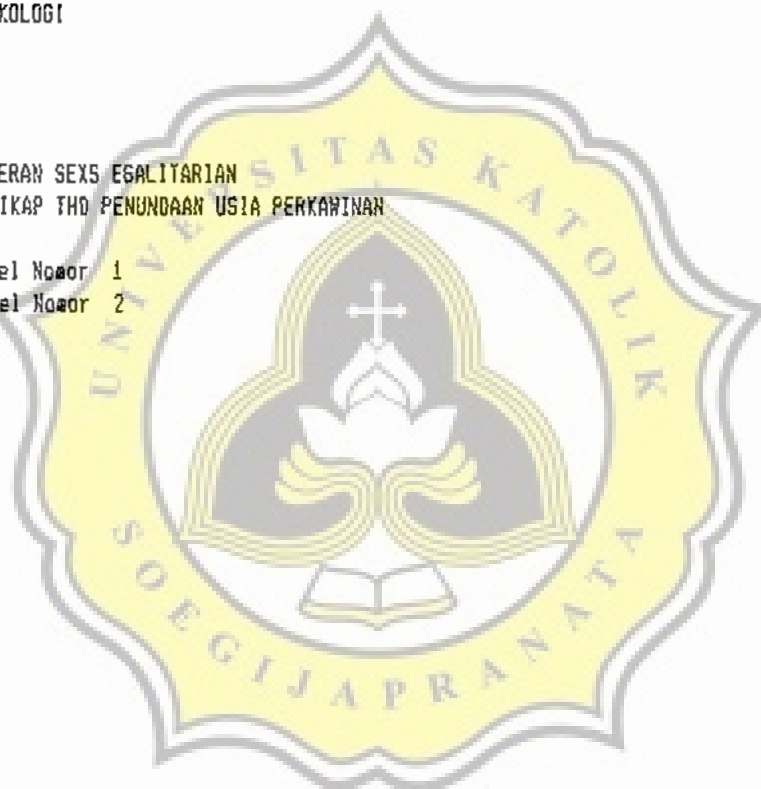 KOLOGI
ERAN SEXS EGALITARIAN
IKAP THD PENUNDAAN USIA PERKAWINAN
el Nomor 1
el Nomor 2
UNIVERSITAS KATOLIK
SOEGIJAPRANATA